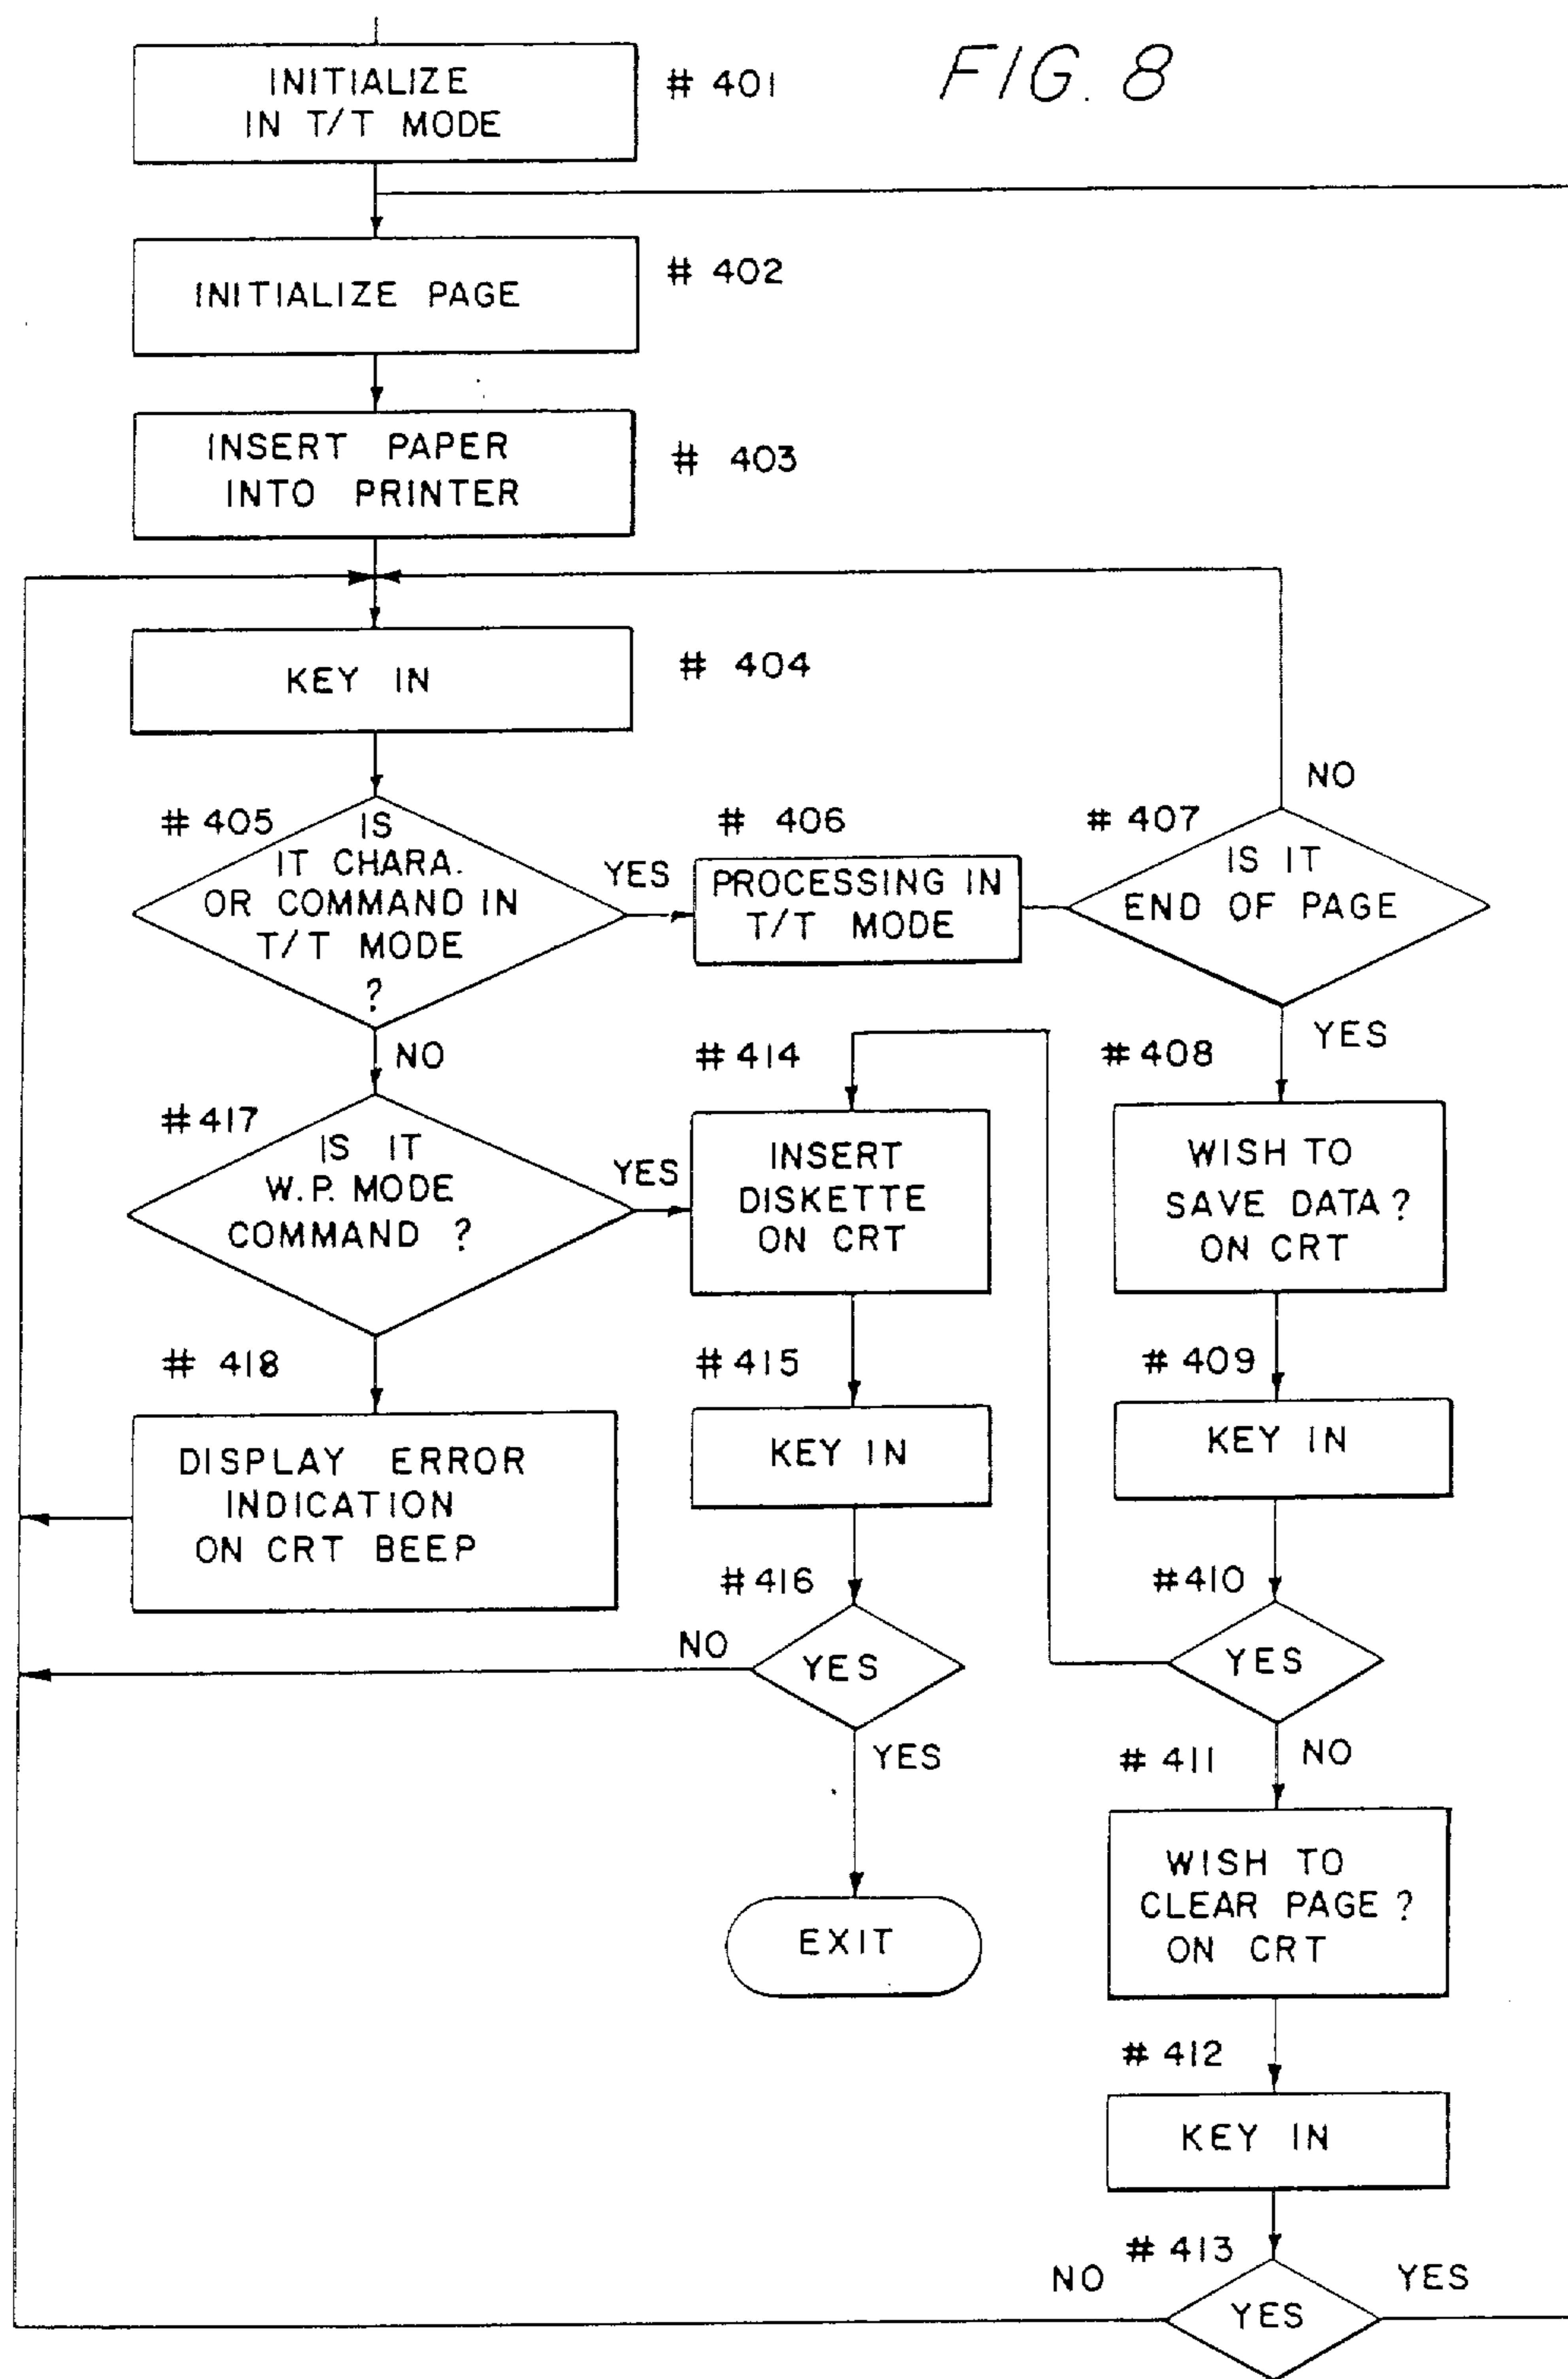 FIG. 8
INITIALIZE
IN T/T MODE
# 401
INITIALIZE PAGE
# 402
INSERT PAPER
INTO PRINTER
# 403
KEY IN
# 404
# 405
IS
IT CHARA.
OR COMMAND IN
T/T MODE
?
YES
NO
# 406
PROCESSING IN
T/T MODE
# 407
IS IT
END OF PAGE
NO
YES
# 408
WISH TO
SAVE DATA ?
ON CRT
# 409
KEY IN
# 410
YES
NO
# 411
WISH TO
CLEAR PAGE ?
ON CRT
# 412
KEY IN
# 413
YES
NO
YES
# 414
INSERT
DISKETTE
ON CRT
# 415
KEY IN
# 416
YES
NO
YES
EXIT
# 417
IS IT
W.P. MODE
COMMAND ?
YES
# 418
DISPLAY ERROR
INDICATION
ON CRT BEEP